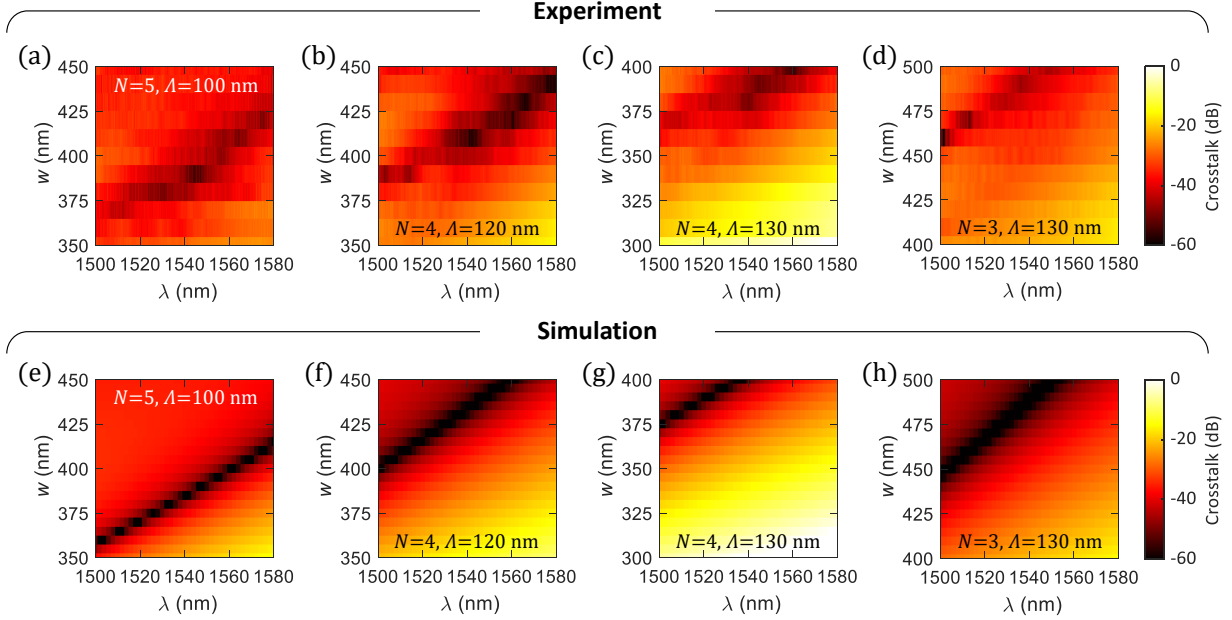 Experiment
(a) (b) (c) (d)
N=5, Λ=100 nm
N=4, Λ=120 nm
N=4, Λ=130 nm
N=3, Λ=130 nm
450 425 400 375 350
w (nm)
1500 1520 1540 1560 1580
λ (nm)
450 425 400 375 350
w (nm)
1500 1520 1540 1560 1580
λ (nm)
400 375 350 325 300
w (nm)
1500 1520 1540 1560 1580
λ (nm)
500 475 450 425 400
w (nm)
1500 1520 1540 1560 1580
λ (nm)
0 -20 -40 -60
Crosstalk (dB)
Simulation
(e) (f) (g) (h)
N=5, Λ=100 nm
N=4, Λ=120 nm
N=4, Λ=130 nm
N=3, Λ=130 nm
450 425 400 375 350
w (nm)
1500 1520 1540 1560 1580
λ (nm)
450 425 400 375 350
w (nm)
1500 1520 1540 1560 1580
λ (nm)
400 375 350 325 300
w (nm)
1500 1520 1540 1560 1580
λ (nm)
500 475 450 425 400
w (nm)
1500 1520 1540 1560 1580
λ (nm)
0 -20 -40 -60
Crosstalk (dB)